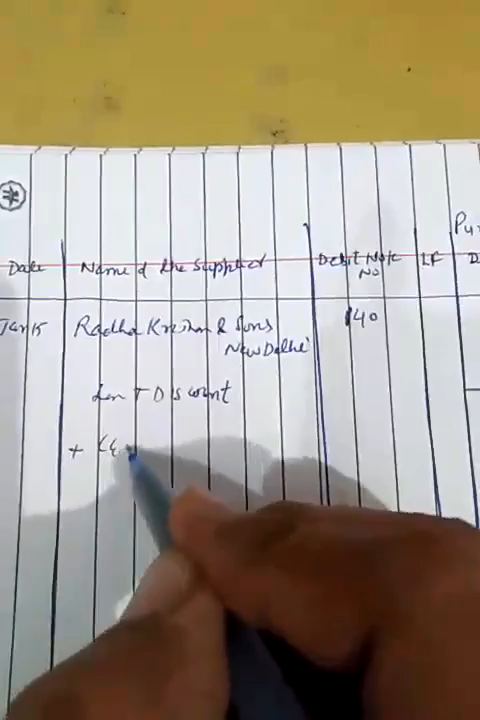 Pu
Date Name of the Supplier Debit Note No LF D
Jan 15 Radha Krishan & Sons 140
New Delhi
Less T Discount
+